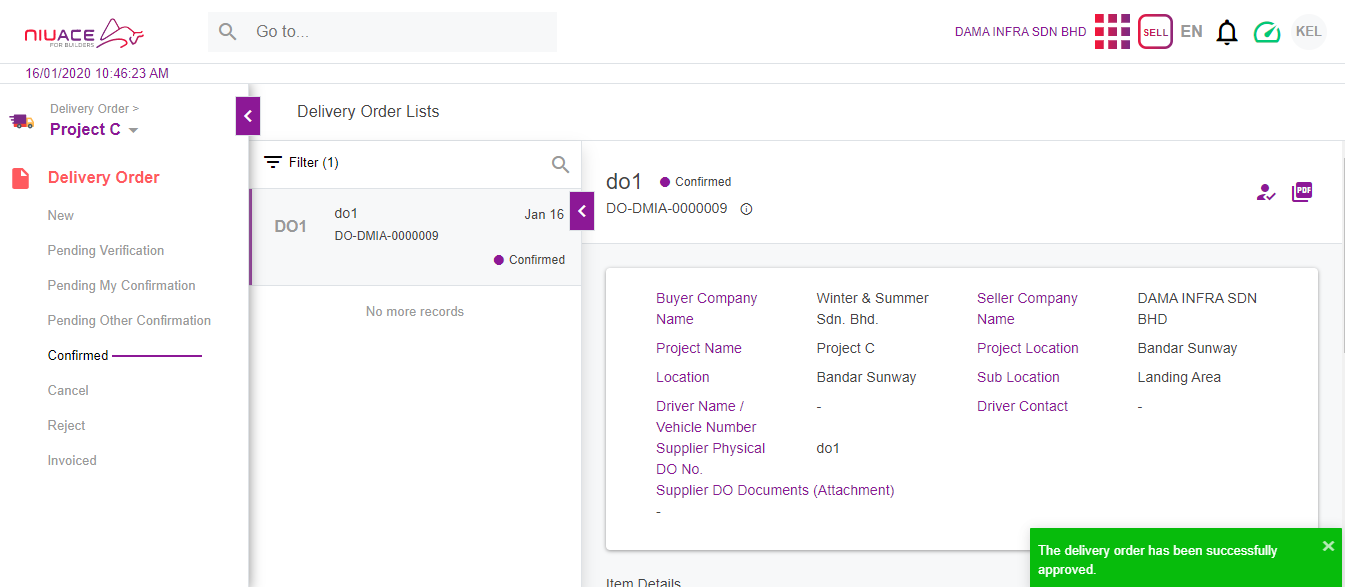 NIUACE
FOR BUILDERS
Go to...
DAMA INFRA SDN BHD
SELL
EN
KEL
16/01/2020 10:46:23 AM
Delivery Order >
Project C
Delivery Order
New
Pending Verification
Pending My Confirmation
Pending Other Confirmation
Confirmed
Cancel
Reject
Invoiced
Delivery Order Lists
Filter (1)
DO1
do1
Jan 16
DO-DMIA-0000009
Confirmed
No more records
do1
Confirmed
DO-DMIA-0000009
PDF
Buyer Company
Name
Winter & Summer
Sdn. Bhd.
Seller Company
Name
DAMA INFRA SDN
BHD
Project Name
Project C
Project Location
Bandar Sunway
Location
Bandar Sunway
Sub Location
Landing Area
Driver Name /
Vehicle Number
-
Driver Contact
-
Supplier Physical
DO No.
do1
Supplier DO Documents (Attachment)
-
Item Details
The delivery order has been successfully
approved.